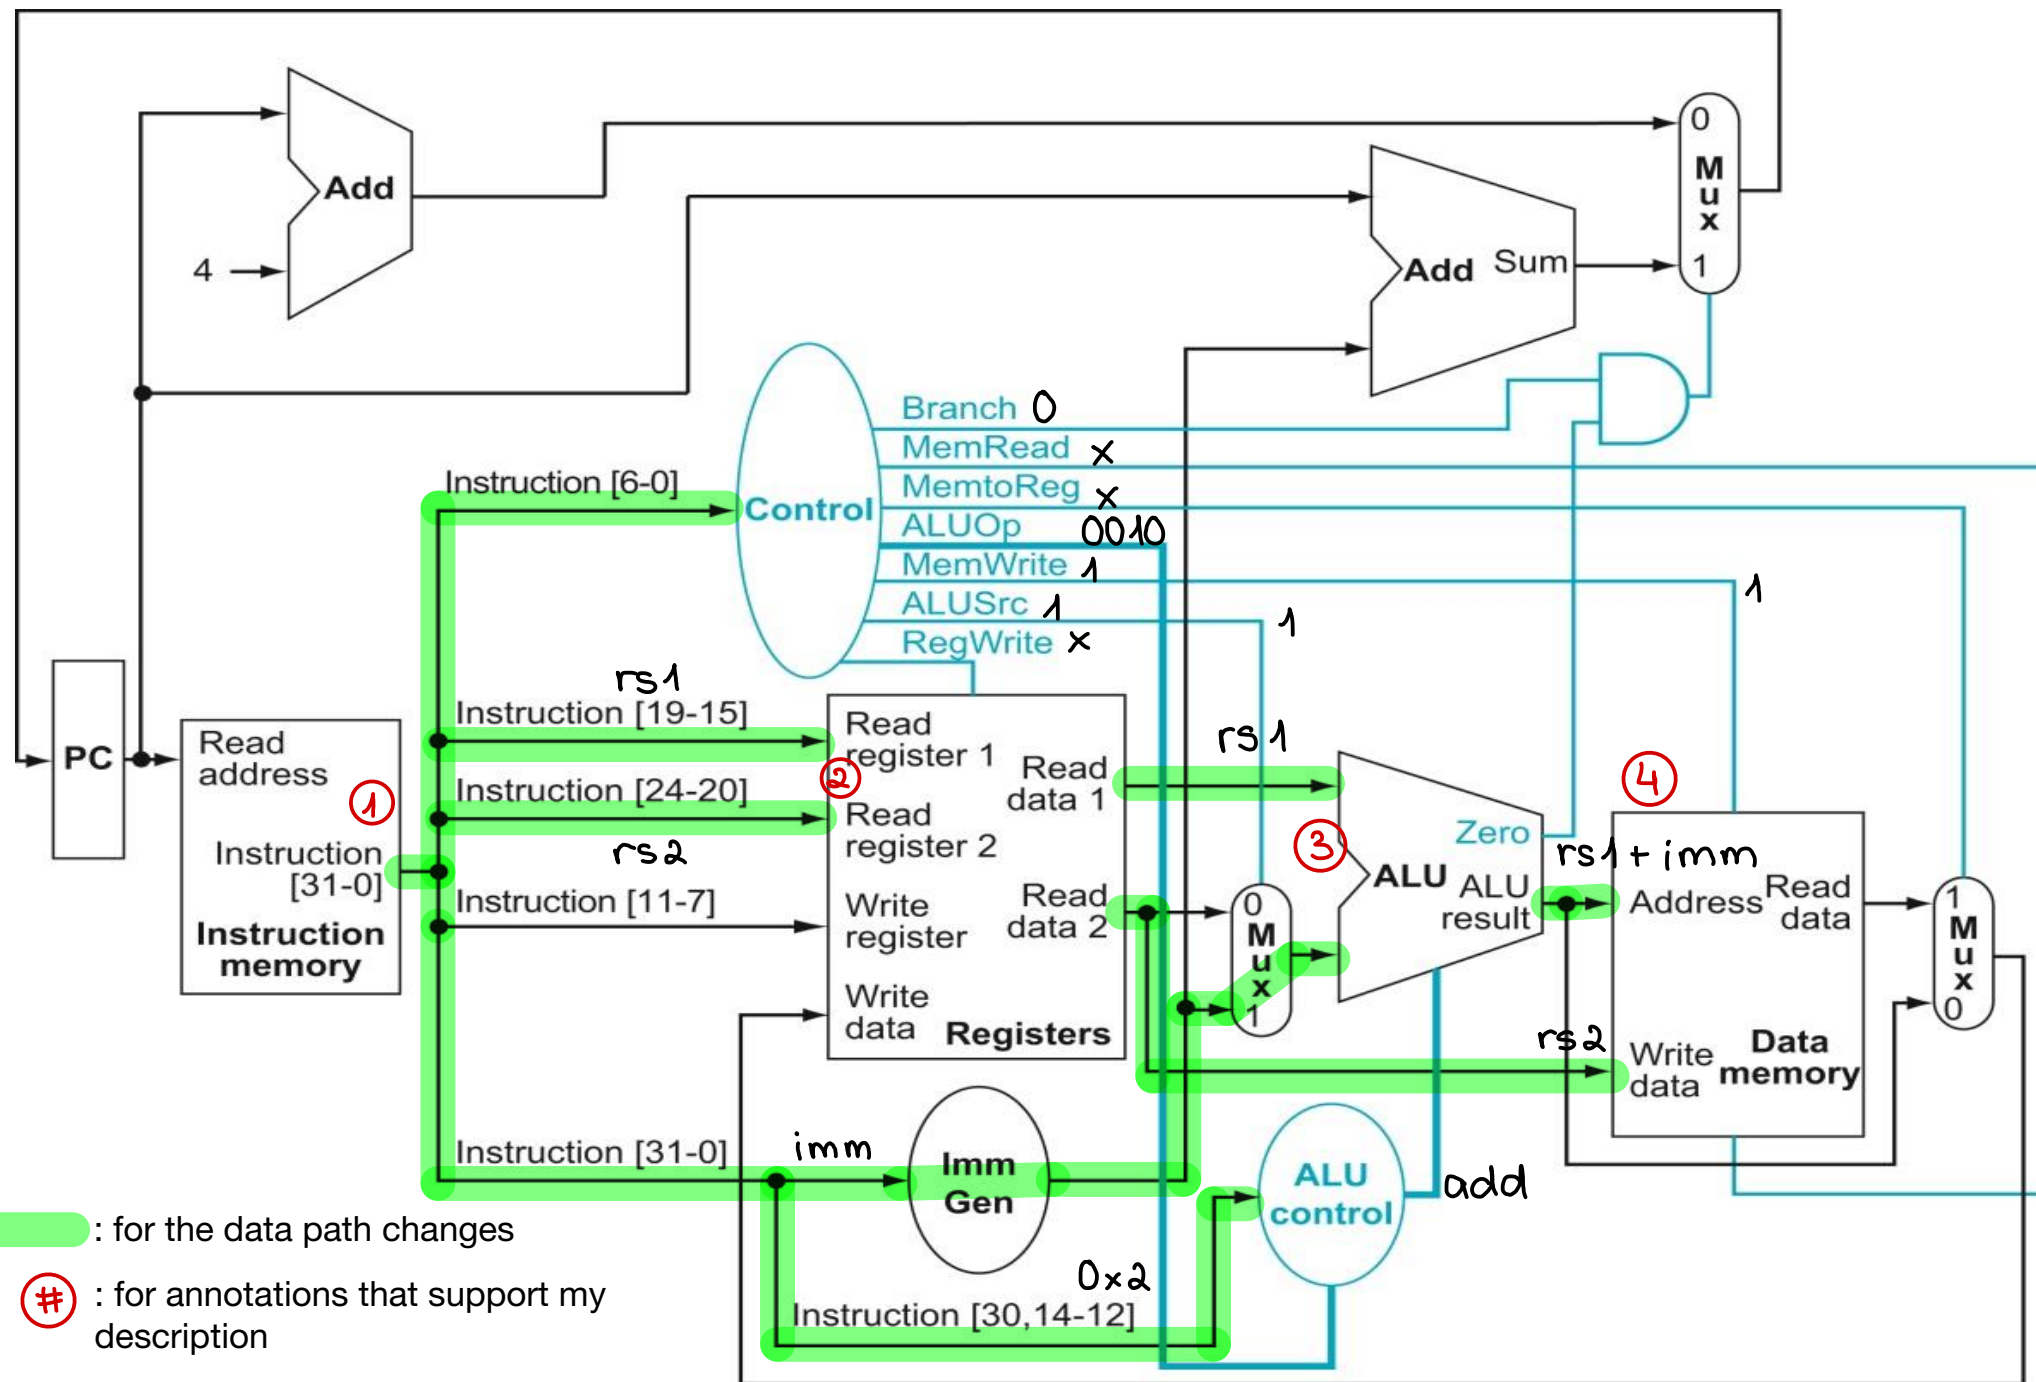 0
M
u
x
1
Add
4
Add Sum
Branch 0
MemRead x
MemtoReg x
ALUOp 0010
MemWrite 1
ALUSrc 1
RegWrite x
1
1
Instruction [6-0]
Control
rs1
Instruction [19-15]
Instruction [24-20]
rs2
Instruction [11-7]
PC
Read
address
1
Instruction
[31-0]
Instruction
memory
Read
register 1
2
Read
register 2
Write
register
Write
data
Registers
Read
data 1
Read
data 2
rs1
0
M
u
x
1
3
ALU
Zero
ALU
result
rs1+imm
4
Address
Read
data
rs2
Write
data
Data
memory
1
M
u
x
0
Instruction [31-0]
imm
Imm
Gen
ALU
control
add
0x2
Instruction [30,14-12]
: for the data path changes
# : for annotations that support my
description